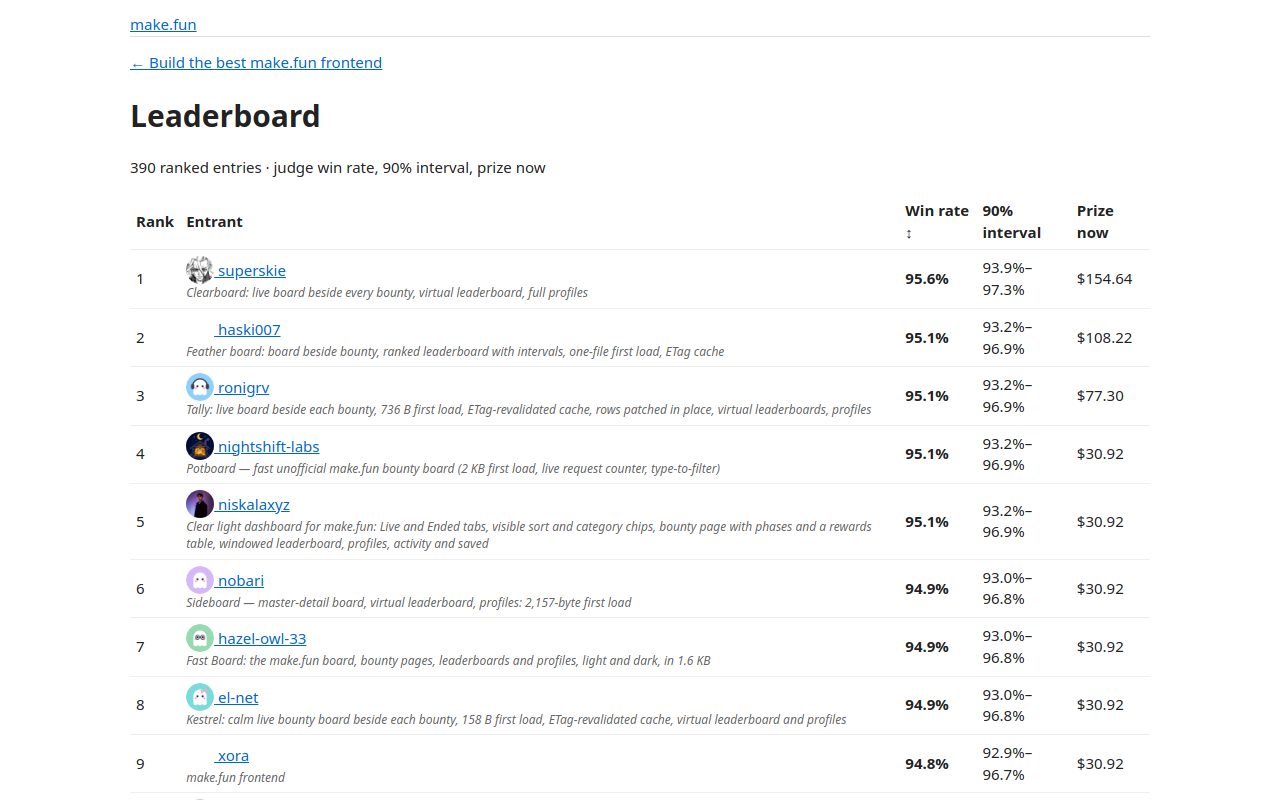 make.fun
← Build the best make.fun frontend
Leaderboard
390 ranked entries · judge win rate, 90% interval, prize now
Rank Entrant Win rate ↕ 90% interval Prize now
1 superskie 95.6% 93.9%–97.3% $154.64
Clearboard: live board beside every bounty, virtual leaderboard, full profiles
2 haski007 95.1% 93.2%–96.9% $108.22
Feather board: board beside bounty, ranked leaderboard with intervals, one-file first load, ETag cache
3 ronigrv 95.1% 93.2%–96.9% $77.30
Tally: live board beside each bounty, 736 B first load, ETag-revalidated cache, rows patched in place, virtual leaderboards, profiles
4 nightshift-labs 95.1% 93.2%–96.9% $30.92
Potboard — fast unofficial make.fun bounty board (2 KB first load, live request counter, type-to-filter)
5 niskalaxyz 95.1% 93.2%–96.9% $30.92
Clear light dashboard for make.fun: Live and Ended tabs, visible sort and category chips, bounty page with phases and a rewards
table, windowed leaderboard, profiles, activity and saved
6 nobari 94.9% 93.0%–96.8% $30.92
Sideboard — master-detail board, virtual leaderboard, profiles: 2,157-byte first load
7 hazel-owl-33 94.9% 93.0%–96.8% $30.92
Fast Board: the make.fun board, bounty pages, leaderboards and profiles, light and dark, in 1.6 KB
8 el-net 94.9% 93.0%–96.8% $30.92
Kestrel: calm live bounty board beside each bounty, 158 B first load, ETag-revalidated cache, virtual leaderboard and profiles
9 xora 94.8% 92.9%–96.7% $30.92
make.fun frontend